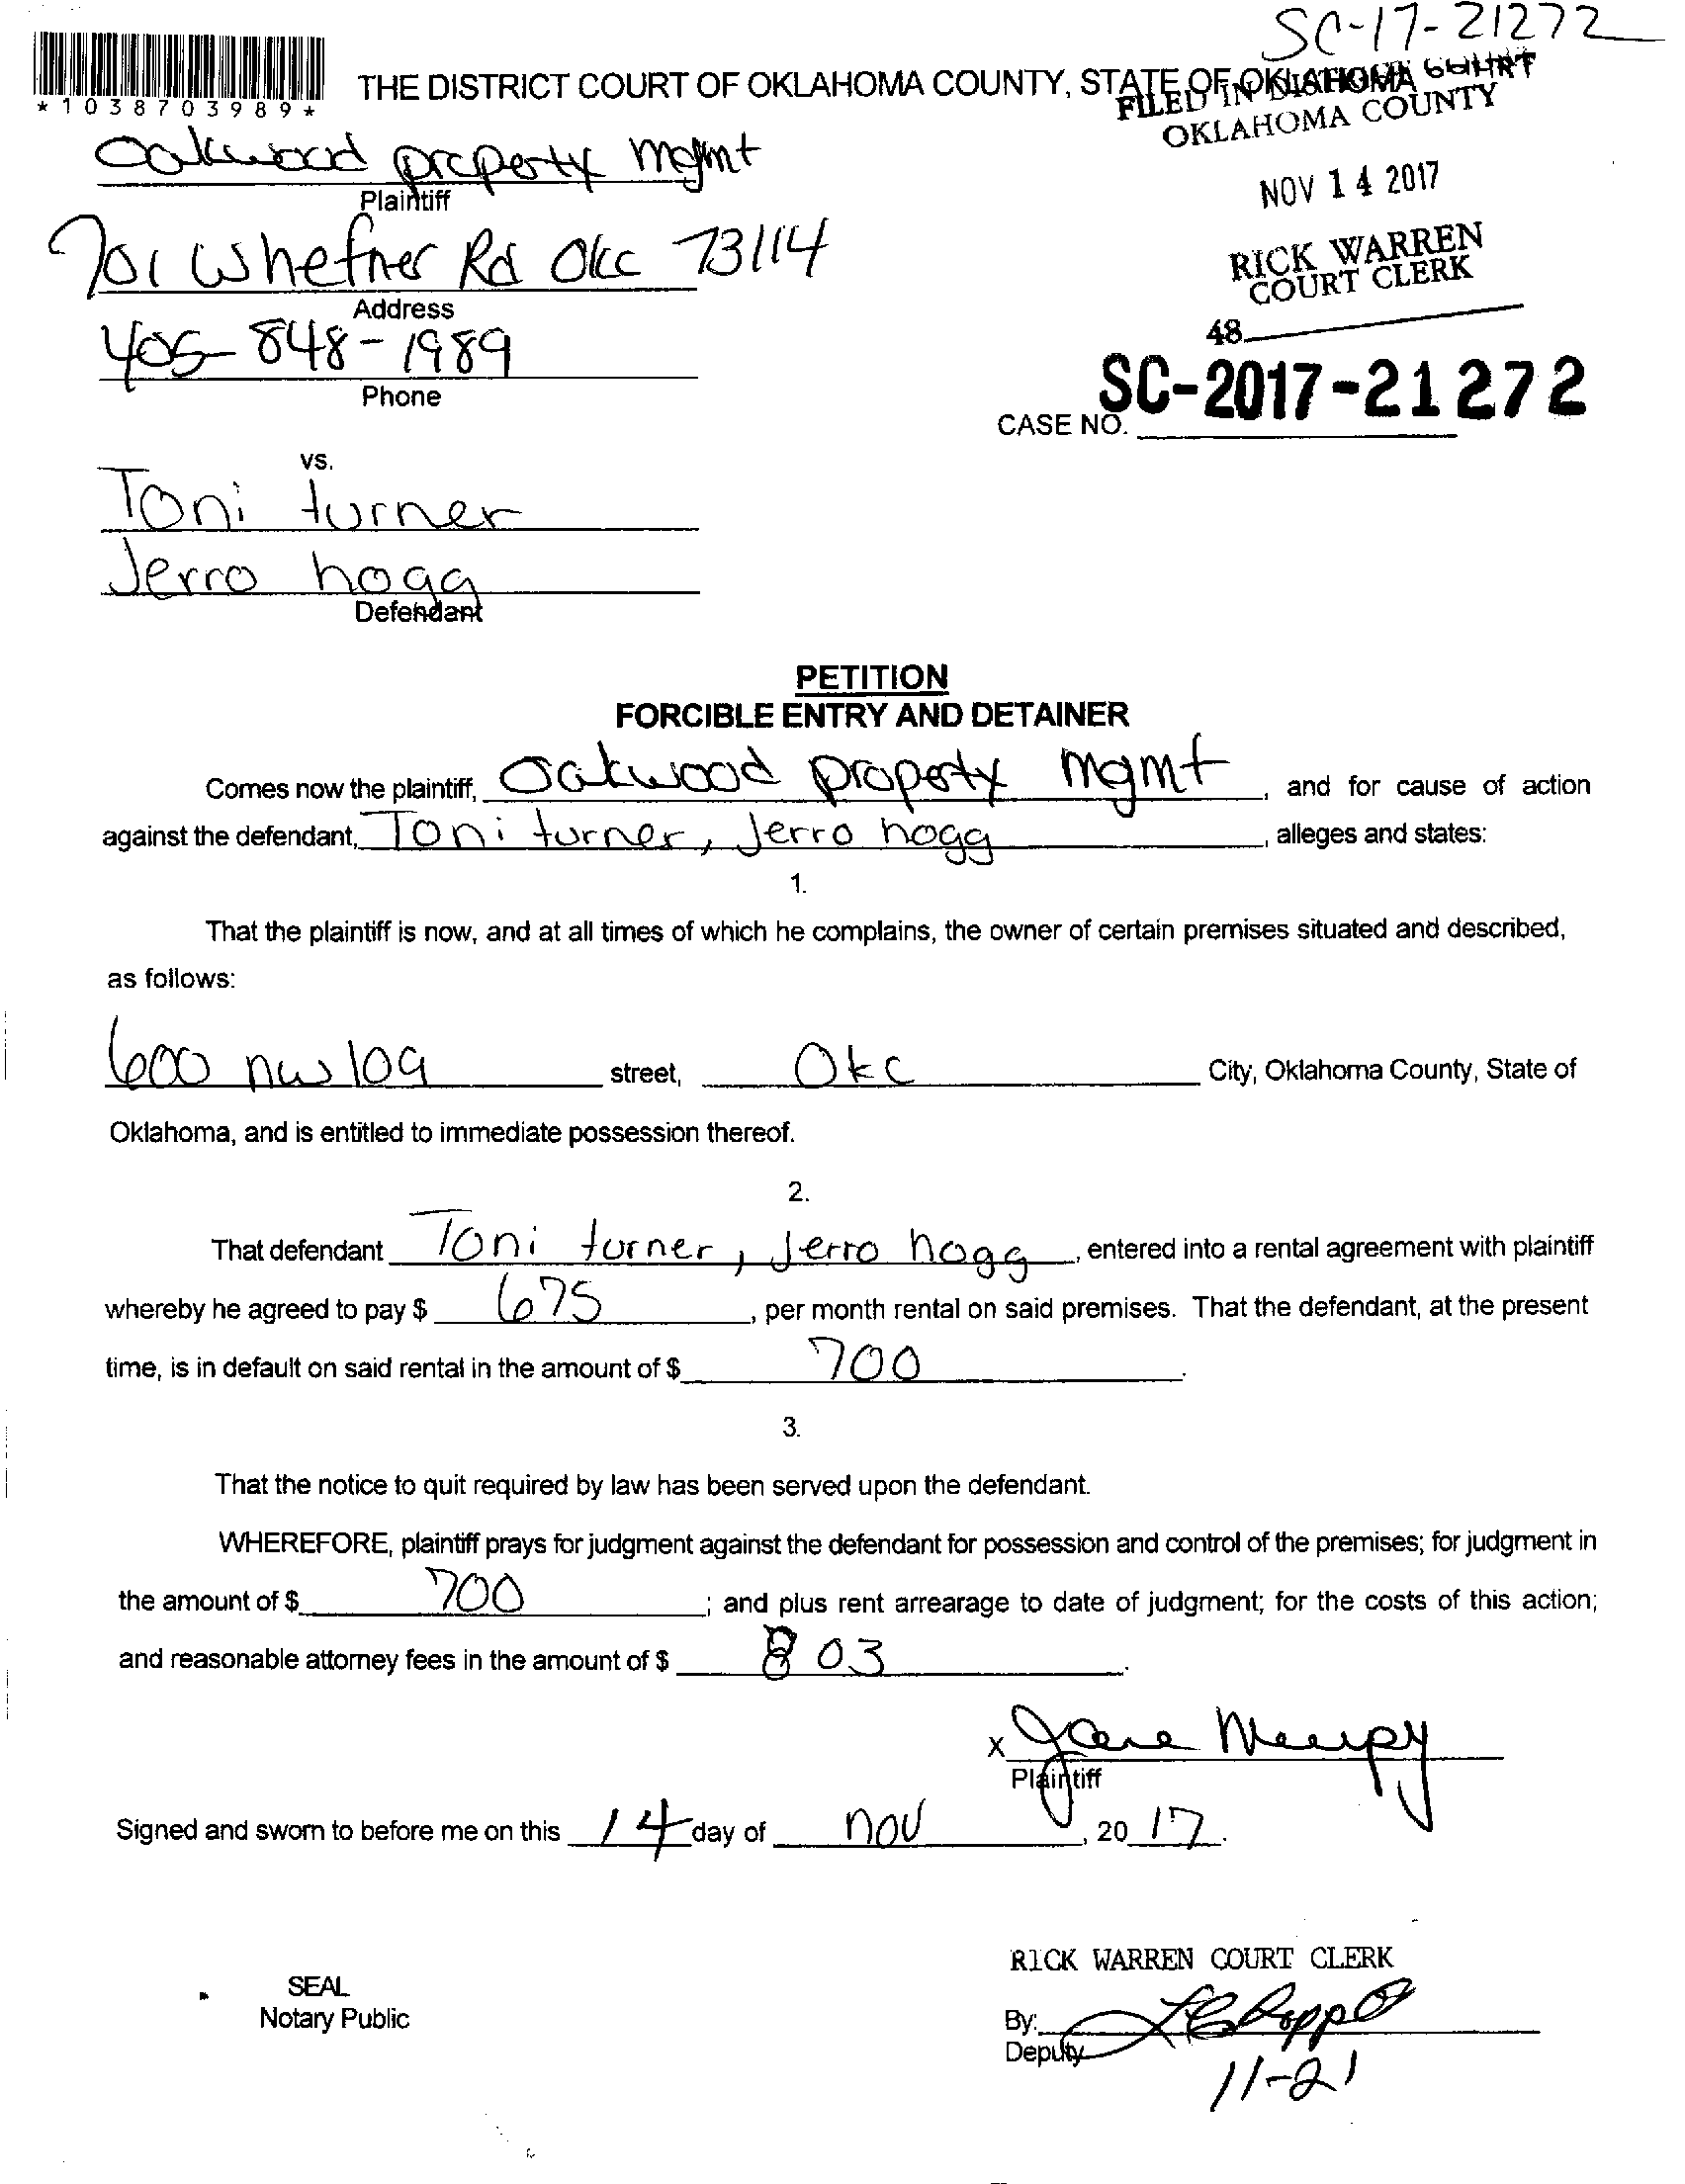 SC-17-21272
*1038703989*
THE DISTRICT COURT OF OKLAHOMA COUNTY, STATE OF OKLAHOMA
FILED IN DISTRICT COURT
OKLAHOMA COUNTY
Oakwood property mgmt
Plaintiff
NOV 14 2017
701 Whefner Rd Okc 73114
Address
RICK WARREN
COURT CLERK
405-848-1989
Phone
48
CASE NO. SC-2017-21272
vs.
Toni turner
Jerro hogg
Defendant
PETITION
FORCIBLE ENTRY AND DETAINER
Comes now the plaintiff, Oakwood property mgmt, and for cause of action
against the defendant, Toni turner, Jerro hogg, alleges and states:
1.
That the plaintiff is now, and at all times of which he complains, the owner of certain premises situated and described,
as follows:
600 nw 109 street, Okc City, Oklahoma County, State of
Oklahoma, and is entitled to immediate possession thereof.
2.
That defendant Toni turner, Jerro hogg, entered into a rental agreement with plaintiff
whereby he agreed to pay $ 675, per month rental on said premises. That the defendant, at the present
time, is in default on said rental in the amount of $ 700.
3.
That the notice to quit required by law has been served upon the defendant.
WHEREFORE, plaintiff prays for judgment against the defendant for possession and control of the premises; for judgment in
the amount of $ 700; and plus rent arrearage to date of judgment; for the costs of this action;
and reasonable attorney fees in the amount of $ 803.
x Jane
Plaintiff
Signed and sworn to before me on this 14 day of nov, 20 17.
RICK WARREN COURT CLERK
SEAL
Notary Public
By:
Deputy
11-21